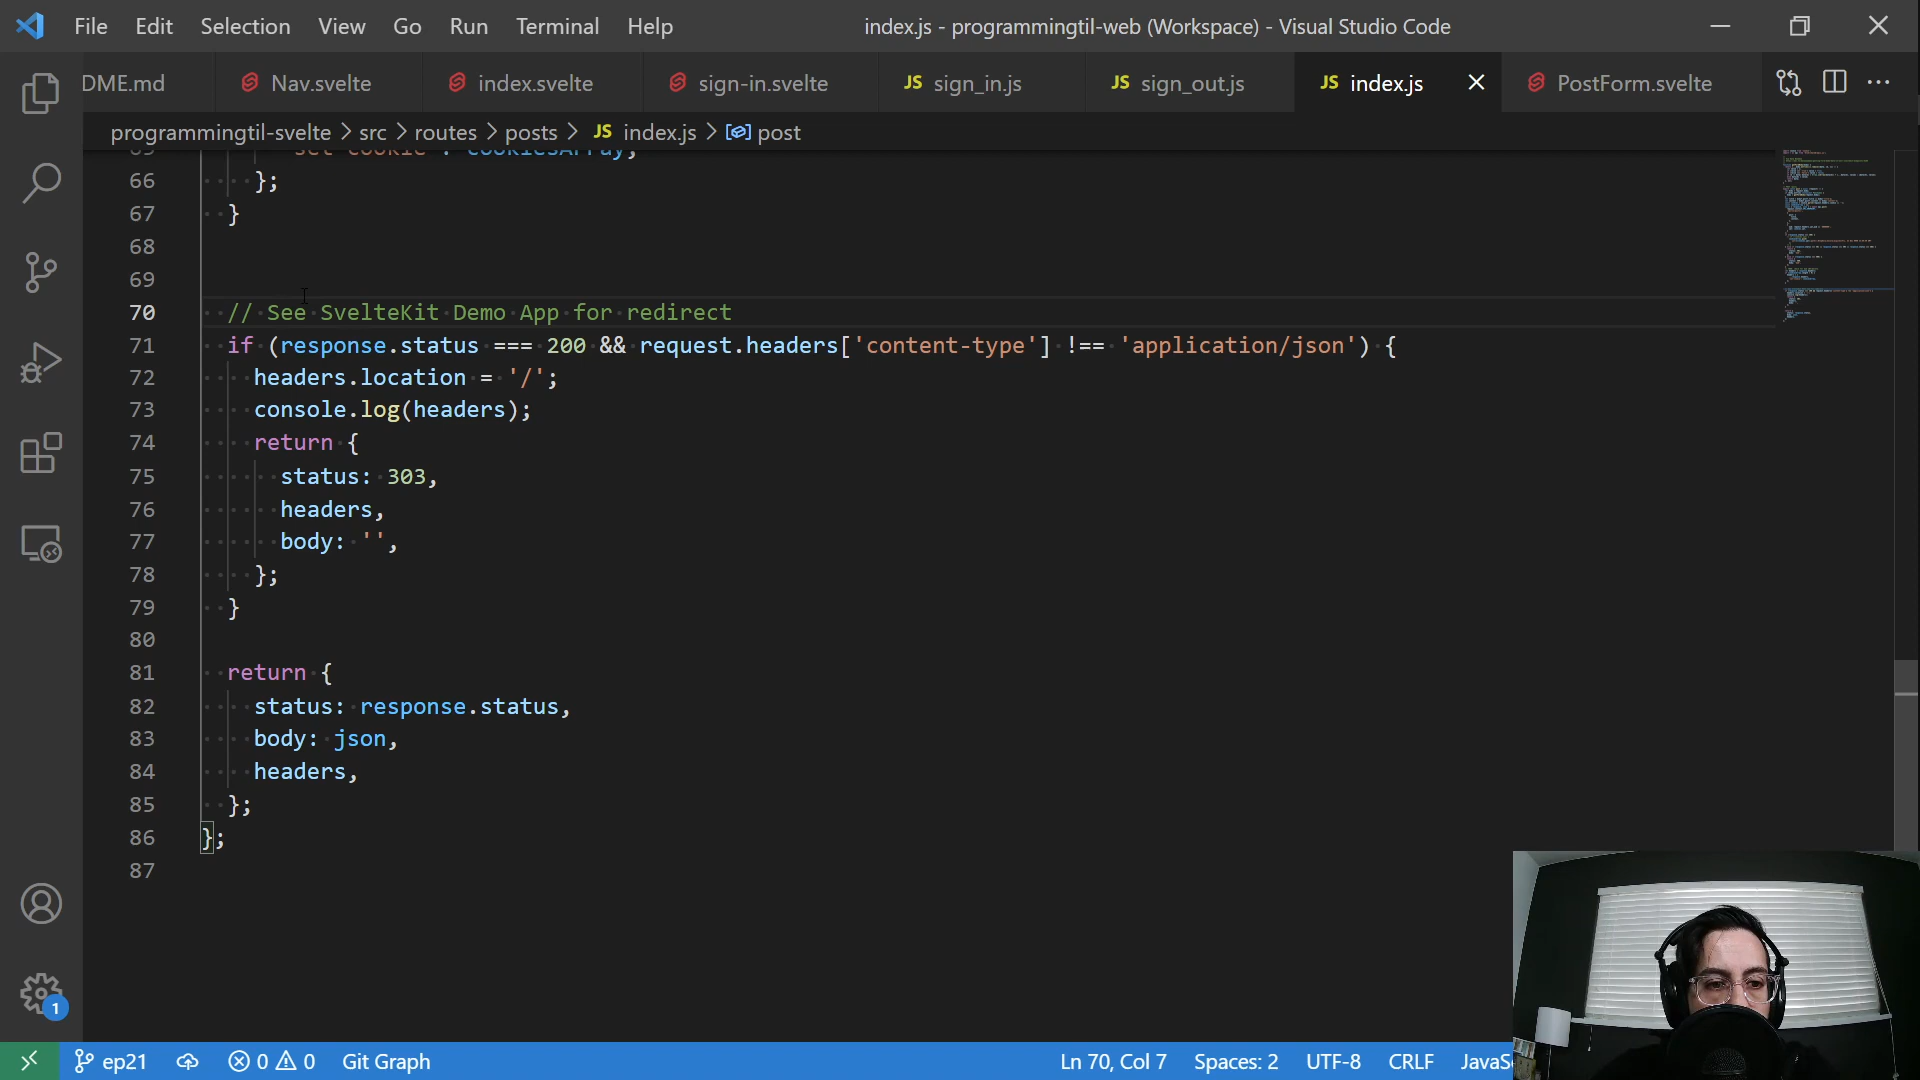 File Edit Selection View Go Run Terminal Help index.js - programmingtil-web (Workspace) - Visual Studio Code
DME.md Nav.svelte index.svelte sign-in.svelte JS sign_in.js JS sign_out.js JS index.js PostForm.svelte
programmingtil-svelte > src > routes > posts > JS index.js > post
66 };
67 }
68
69
70 // See SvelteKit Demo App for redirect
71 if (response.status === 200 && request.headers['content-type'] !== 'application/json') {
72 headers.location = '/';
73 console.log(headers);
74 return {
75 status: 303,
76 headers,
77 body: '',
78 };
79 }
80
81 return {
82 status: response.status,
83 body: json,
84 headers,
85 };
86 };
87
1
ep21 0 0 Git Graph Ln 70, Col 7 Spaces: 2 UTF-8 CRLF JavaS